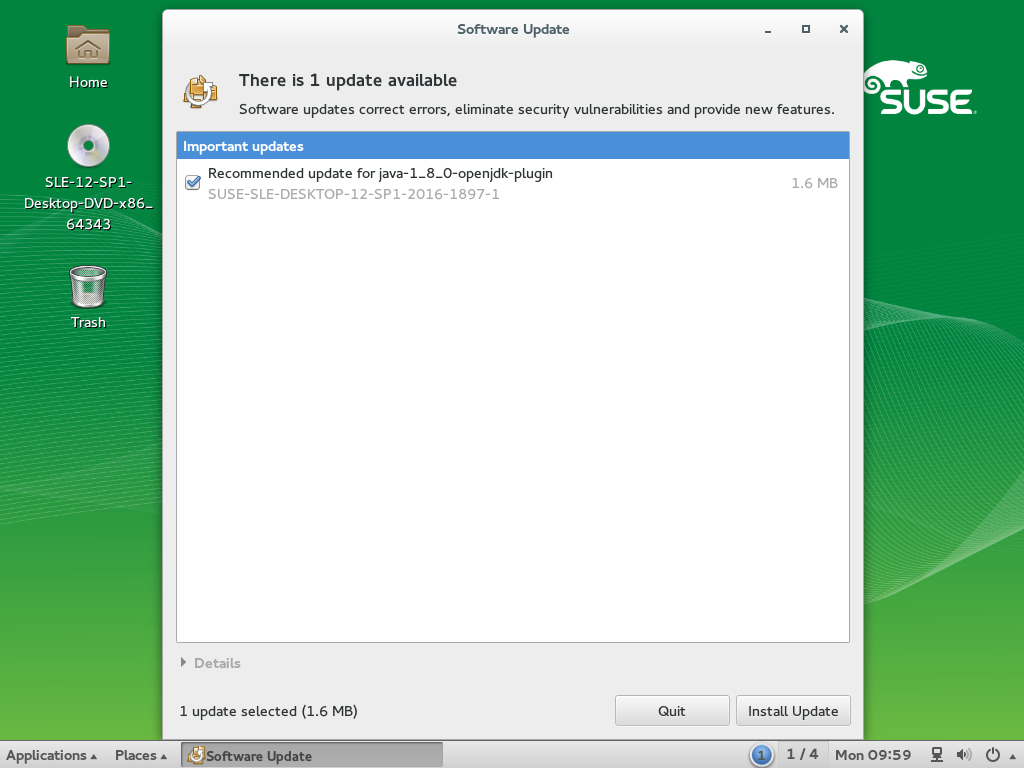 Software Update
Home
There is 1 update available
Software updates correct errors, eliminate security vulnerabilities and provide new features.
SUSE
Important updates
Recommended update for java-1_8_0-openjdk-plugin
SUSE-SLE-DESKTOP-12-SP1-2016-1897-1
1.6 MB
SLE-12-SP1-
Desktop-DVD-x86_
64343
Trash
Details
1 update selected (1.6 MB)
Quit
Install Update
Applications
Places
Software Update
1
1 / 4
Mon 09:59